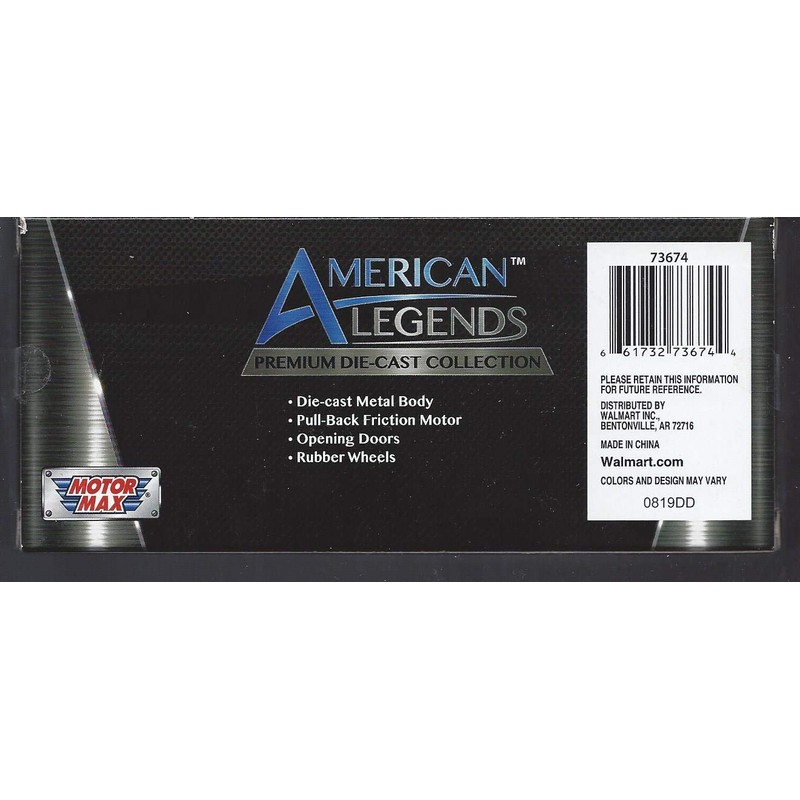 AMERICAN™
LEGENDS
PREMIUM DIE-CAST COLLECTION
• Die-cast Metal Body
• Pull-Back Friction Motor
• Opening Doors
• Rubber Wheels
MOTOR
MAX®
73674
6 61732 73674 4
PLEASE RETAIN THIS INFORMATION
FOR FUTURE REFERENCE.
DISTRIBUTED BY
WALMART INC.,
BENTONVILLE, AR 72716
MADE IN CHINA
Walmart.com
COLORS AND DESIGN MAY VARY
0819DD